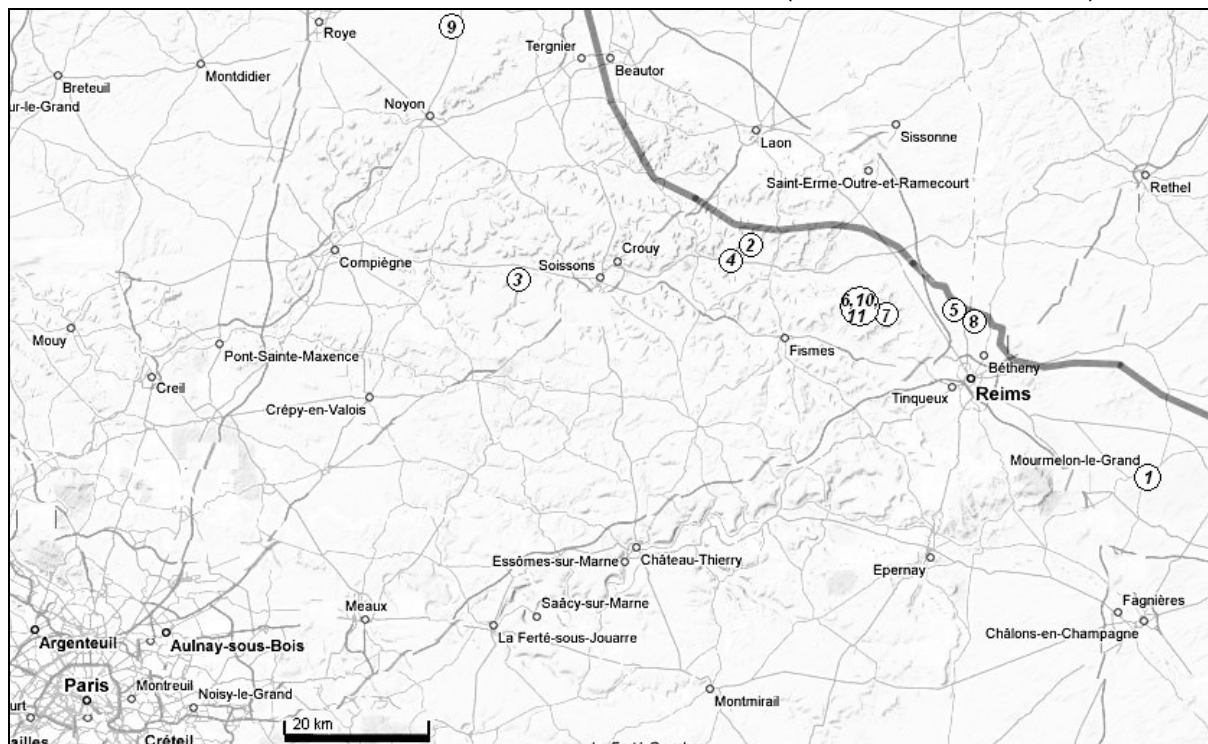 9
Roye
Tergnier
Beautor
Montdidier
Breteuil
ur-le-Grand
Noyon
Laon
Sissonne
Saint-Erme-Outre-et-Ramecourt
Rethel
Compiègne
Crouy
Soissons
3
2
4
6, 10,
11
7
5
8
Mouy
Pont-Sainte-Maxence
Fismes
Bétheny
Creil
Crépy-en-Valois
Tinqueux
Reims
Mourmelon-le-Grand
1
Essômes-sur-Marne
Château-Thierry
Epernay
Meaux
Saâcy-sur-Marne
La Ferté-sous-Jouarre
Fagnières
Châlons-en-Champagne
Argenteuil
Aulnay-sous-Bois
Paris
Montreuil
Noisy-le-Grand
Montmirail
urt
20 km
ailles
Créteil